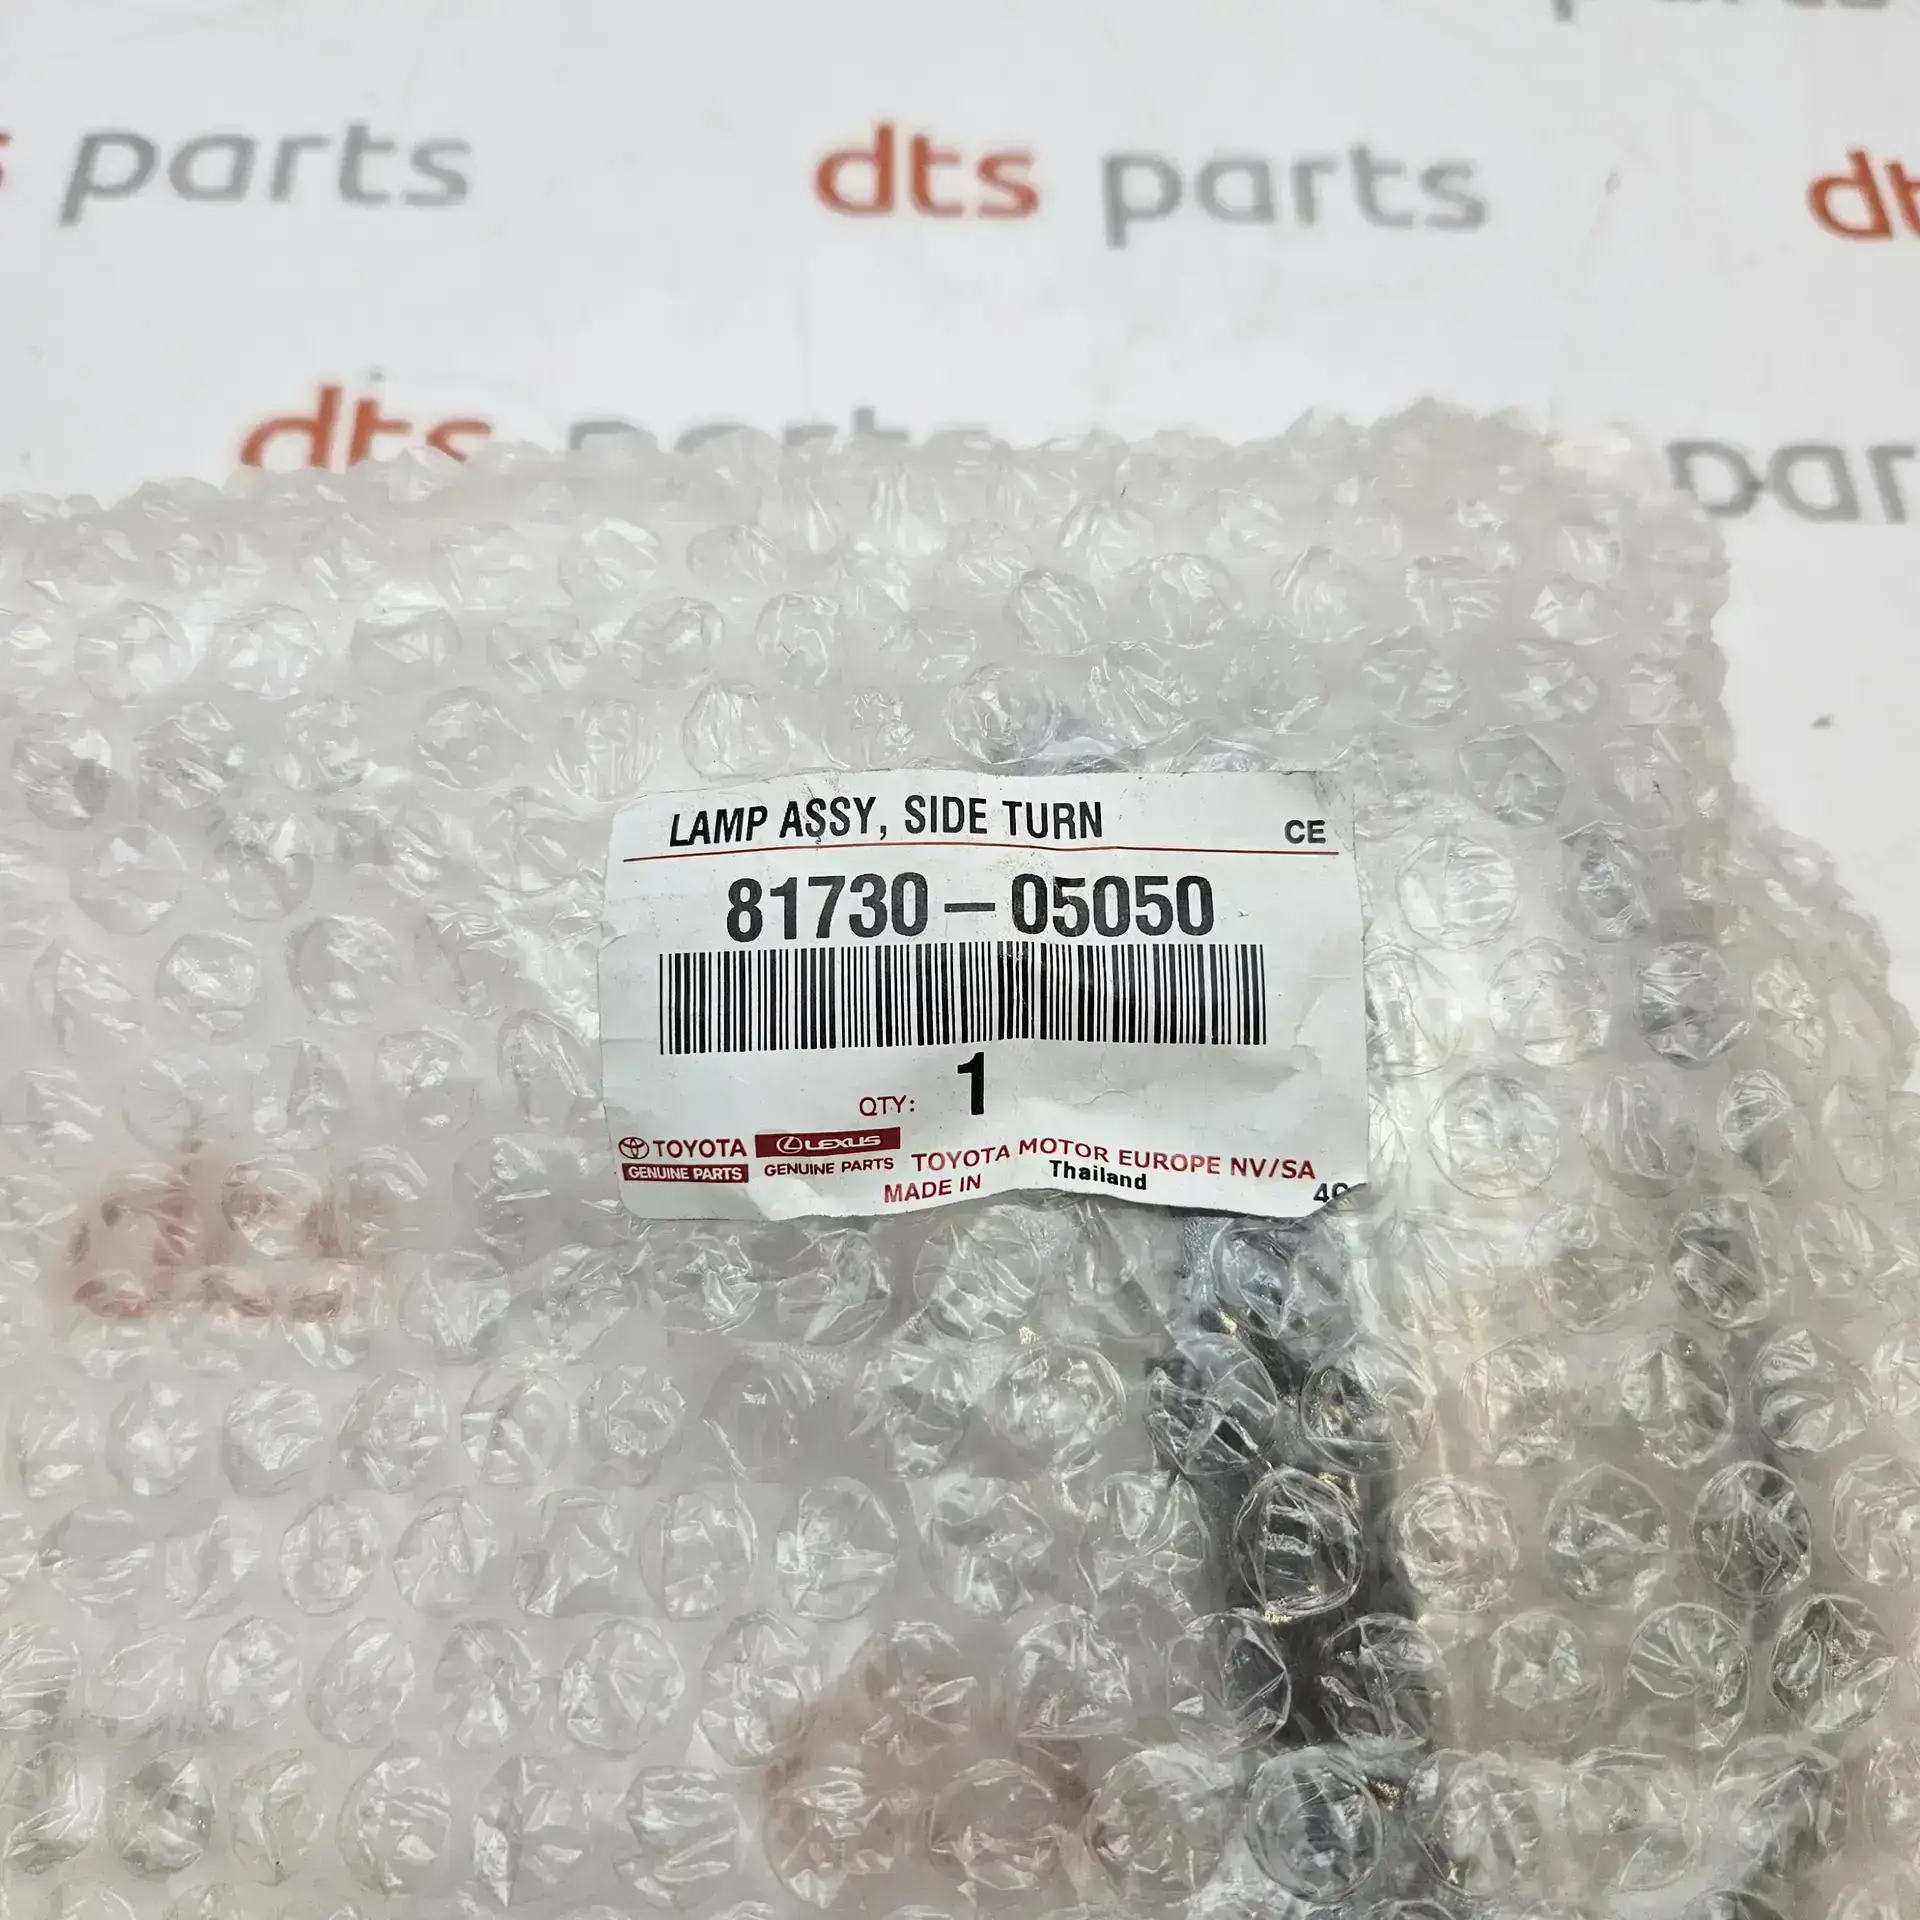 parts
dts parts
dts
dts
par
LAMP ASSY, SIDE TURN CE
81730-05050
QTY: 1
TOYOTA LEXUS TOYOTA MOTOR EUROPE NV/SA
GENUINE PARTS GENUINE PARTS
MADE IN Thailand